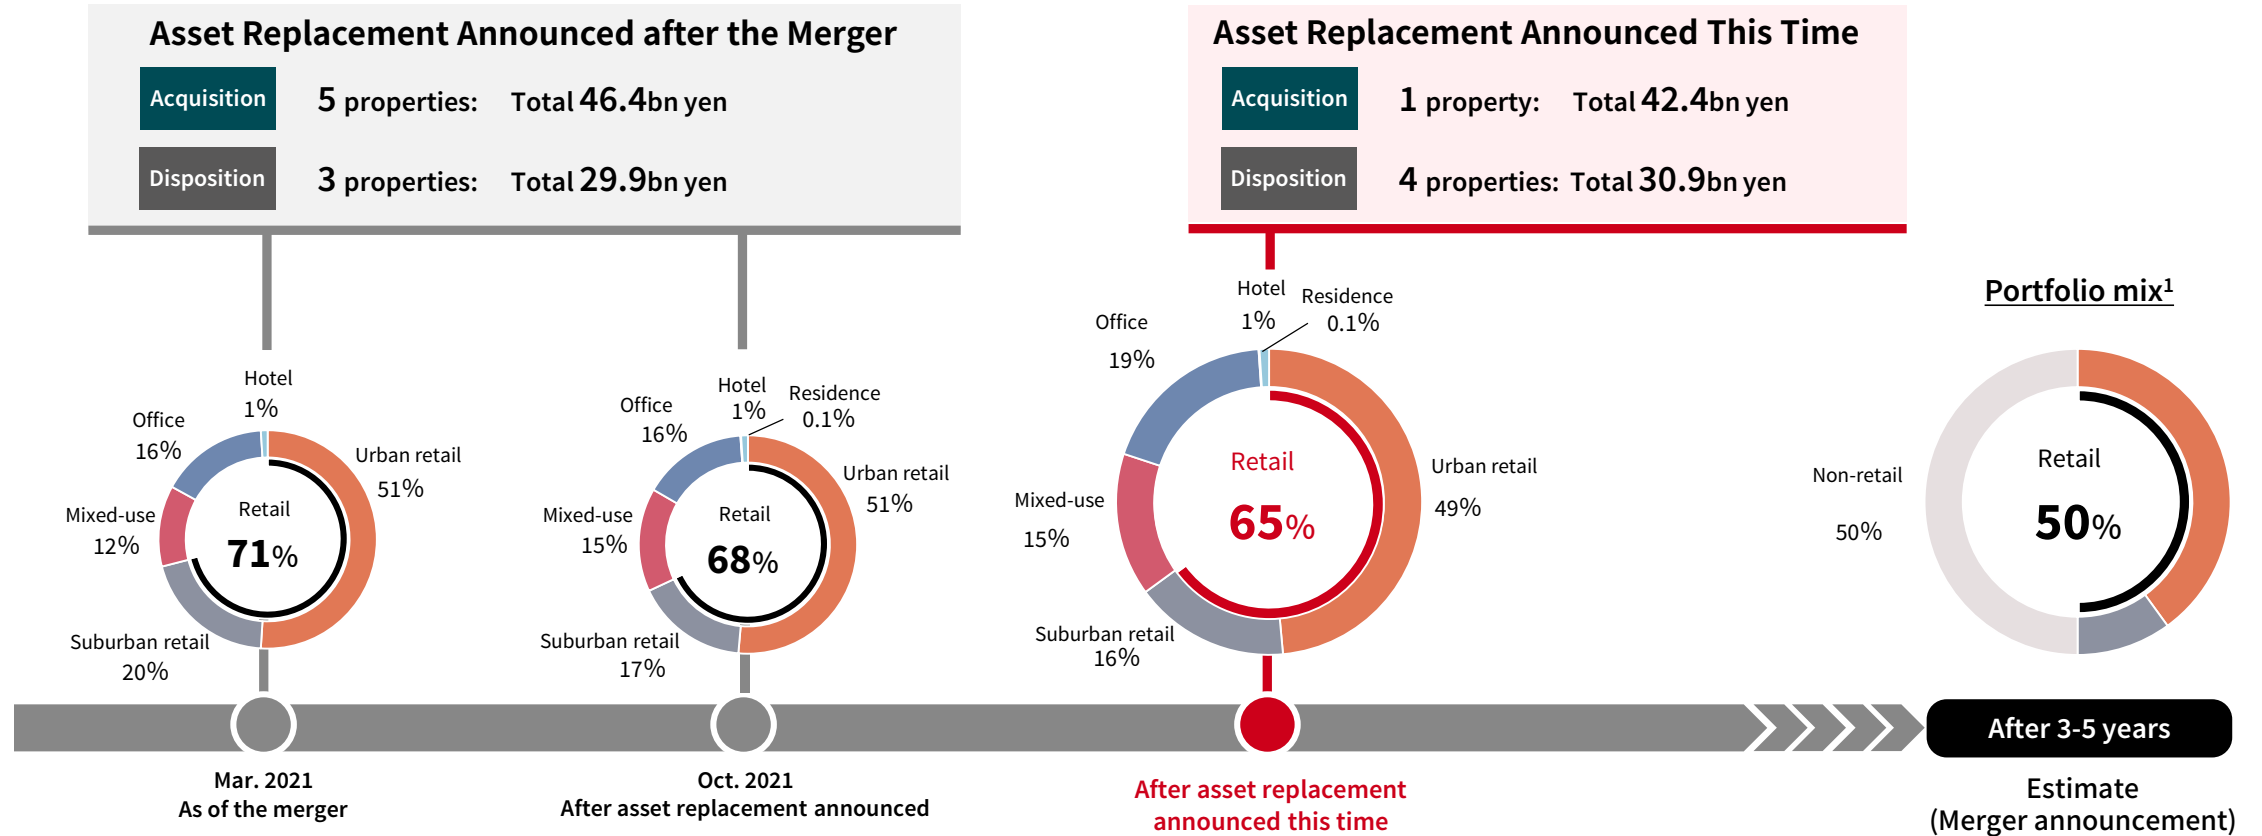 Asset Replacement Announced after the Merger
Acquisition 5 properties: Total 46.4bn yen
Disposition 3 properties: Total 29.9bn yen
Asset Replacement Announced This Time
Acquisition 1 property: Total 42.4bn yen
Disposition 4 properties: Total 30.9bn yen
Hotel
1%
Office
16%
Urban retail
51%
Mixed-use
12%
Suburban retail
20%
Retail
71%
Hotel
1%
Residence
0.1%
Office
16%
Urban retail
51%
Mixed-use
15%
Suburban retail
17%
Retail
68%
Hotel
1%
Residence
0.1%
Office
19%
Urban retail
49%
Mixed-use
15%
Suburban retail
16%
Retail
65%
Portfolio mix¹
Non-retail
50%
Retail
50%
Mar. 2021
As of the merger
Oct. 2021
After asset replacement announced
After asset replacement
announced this time
After 3-5 years
Estimate
(Merger announcement)